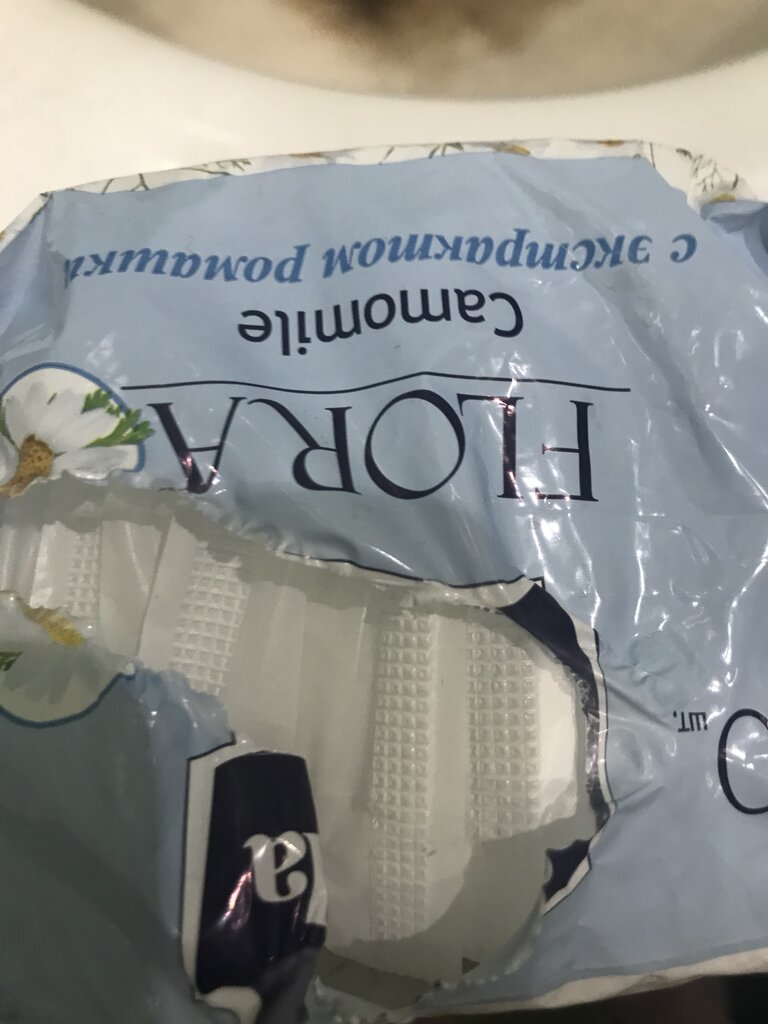 FLORA
Camomile
с экстрактом ромашки
шт.